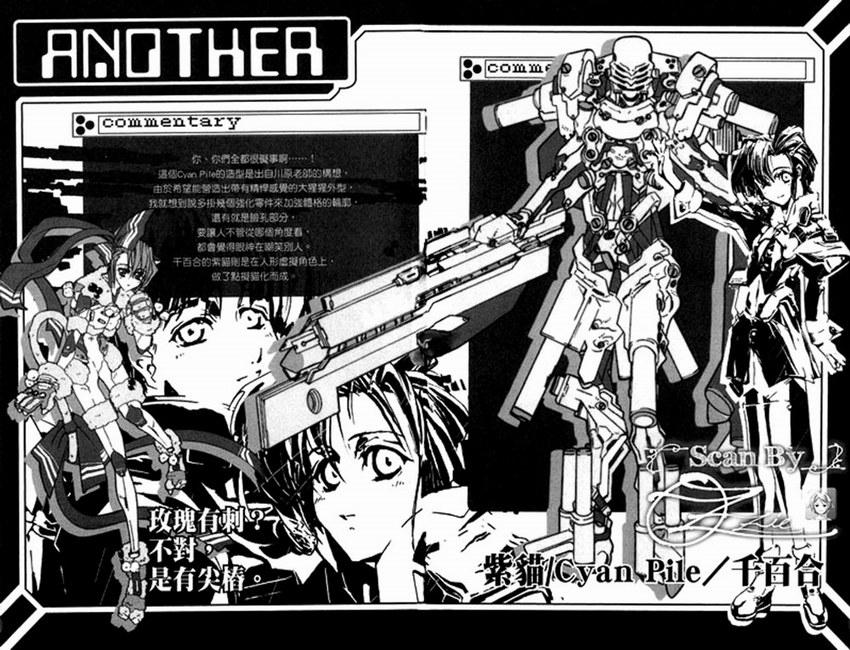 ANOTHER
commentary
你、你們全都很礙事啊……！
這個Cyan Pile的造型是出自川原老師的構想，
由於希望能營造出帶有精悍感覺的大猩猩外型，
我就想到說多掛幾個強化零件來加強體格的輪廓，
還有就是臉孔部分，
要讓人不管從哪個角度看，
都會覺得眼神在嘲笑別人。
千百合的紫貓則是在人形虛擬角色上，
做了點擬貓化而成。
comme
玫瑰有刺？
不對，
是有尖樁。
Scan By
紫貓/Cyan Pile／千百合